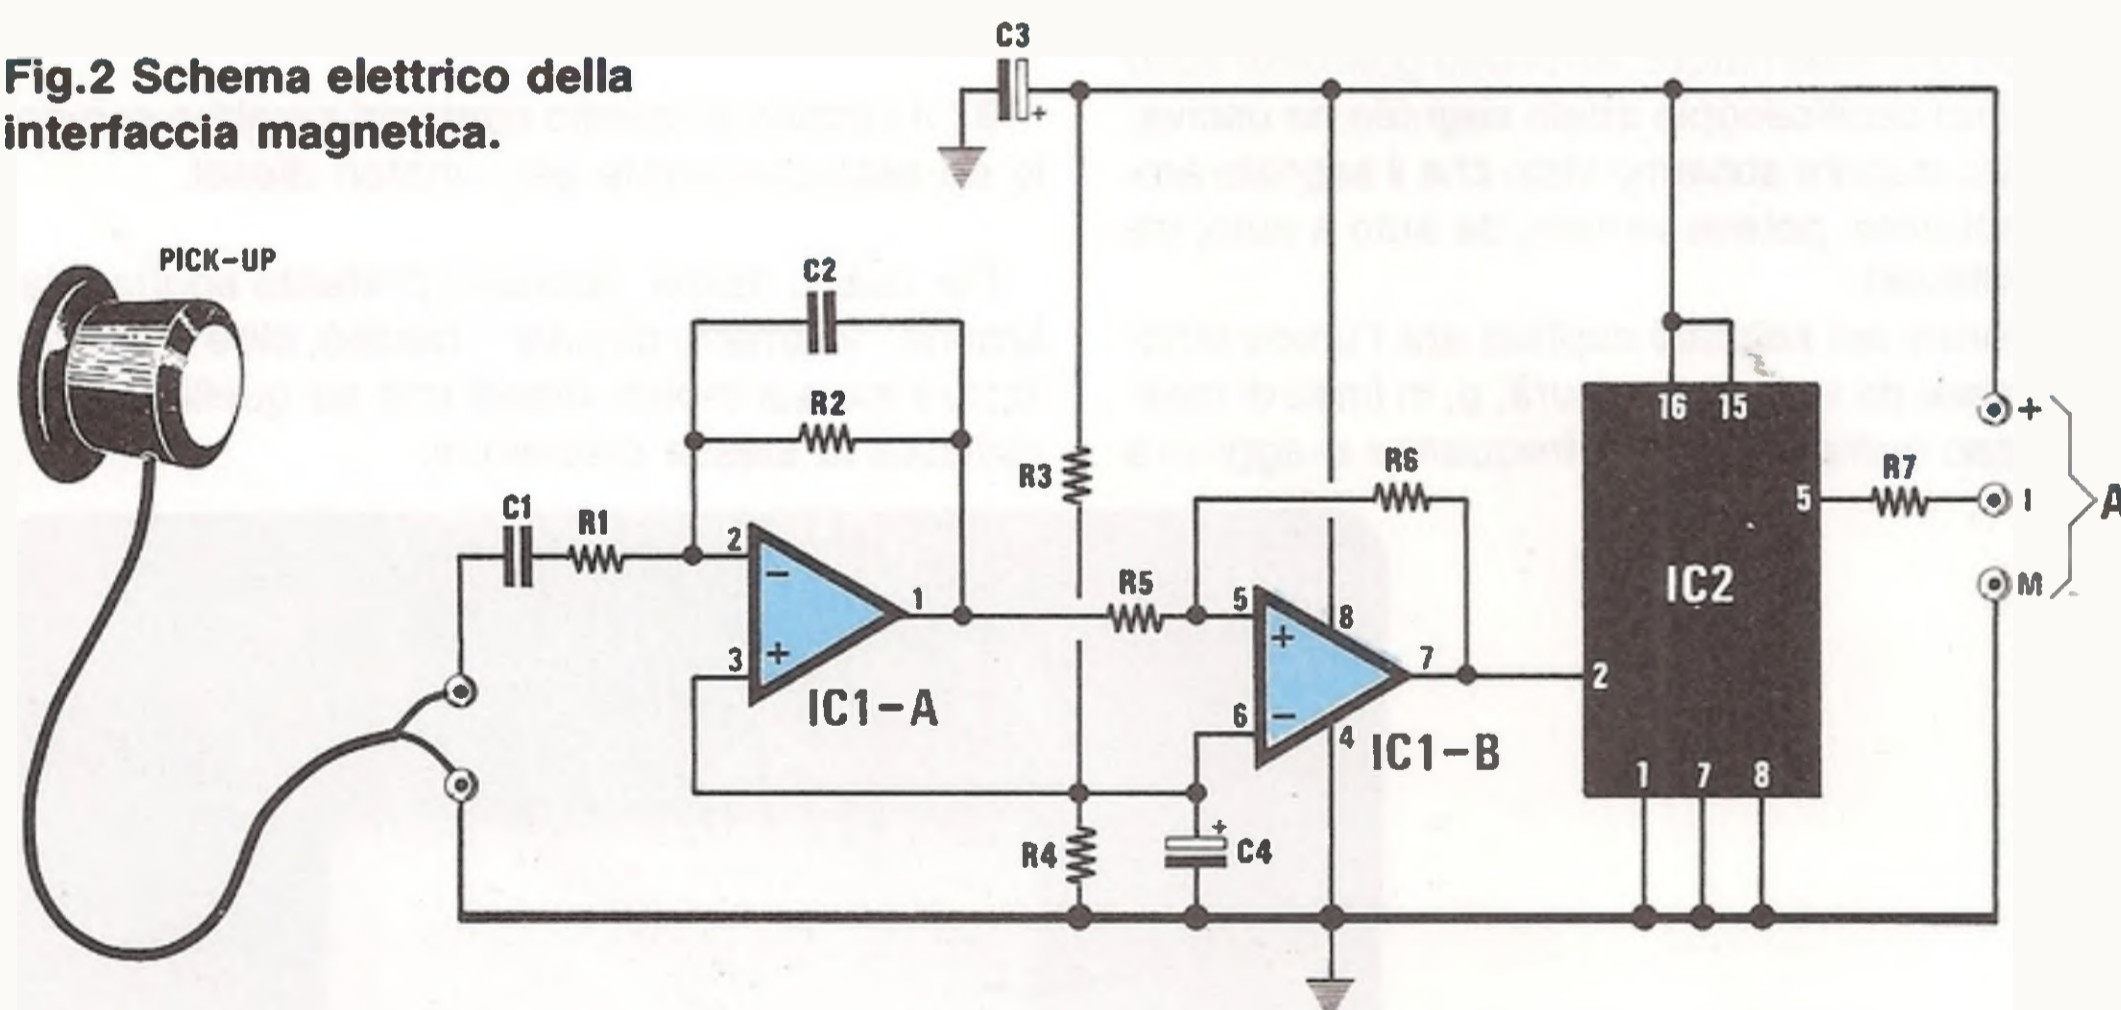 Fig.2 Schema elettrico della
interfaccia magnetica.
C3
+
PICK-UP
C2
R2
R3
C1
R1
2
−
1
3
+
IC1-A
R5
R6
5
+
8
7
6
−
4
IC1-B
R4
+
C4
16 15
5
IC2
2
1 7 8
R7
+
I
M
A